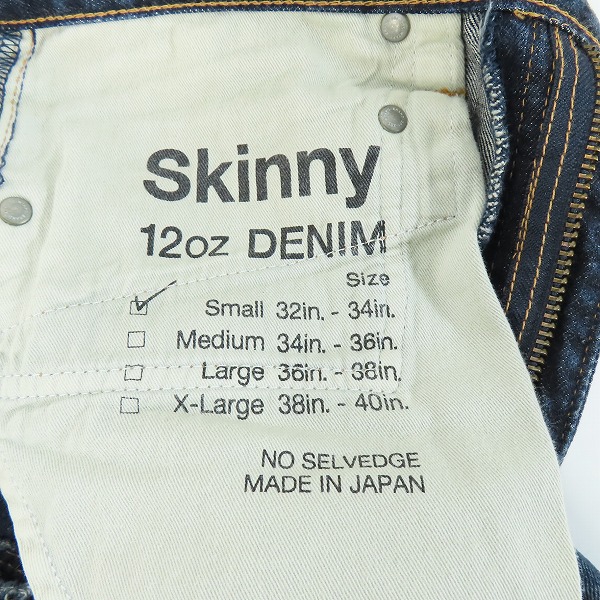 Skinny
12oz DENIM
Size
Small 32in. - 34in.
Medium 34in. - 36in.
Large 36in. - 38in.
X-Large 38in. - 40in.
NO SELVEDGE
MADE IN JAPAN